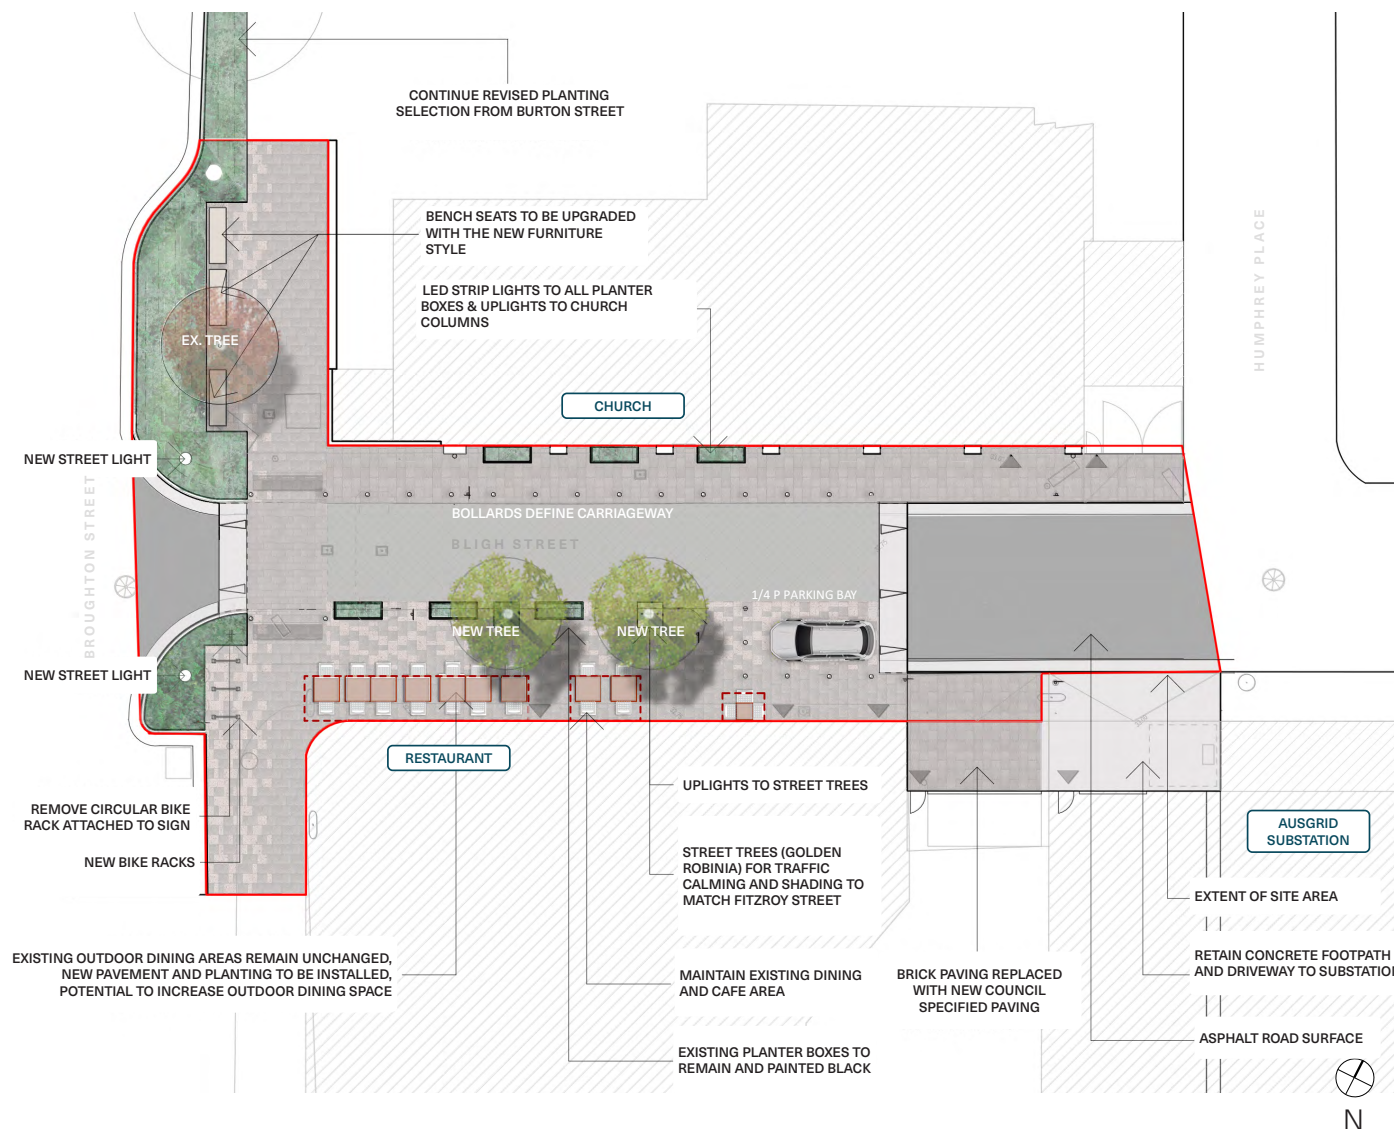 CONTINUE REVISED PLANTING
SELECTION FROM BURTON STREET
BENCH SEATS TO BE UPGRADED
WITH THE NEW FURNITURE
STYLE
LED STRIP LIGHTS TO ALL PLANTER
BOXES & UPLIGHTS TO CHURCH
COLUMNS
HUMPHREY PLACE
EX. TREE
CHURCH
NEW STREET LIGHT
BROUGHTON STREET
BOLLARDS DEFINE CARRIAGEWAY
BLIGH STREET
1/4 P PARKING BAY
NEW TREE
NEW TREE
NEW STREET LIGHT
RESTAURANT
UPLIGHTS TO STREET TREES
REMOVE CIRCULAR BIKE
RACK ATTACHED TO SIGN
NEW BIKE RACKS
AUSGRID
SUBSTATION
STREET TREES (GOLDEN
ROBINIA) FOR TRAFFIC
CALMING AND SHADING TO
MATCH FITZROY STREET
EXTENT OF SITE AREA
EXISTING OUTDOOR DINING AREAS REMAIN UNCHANGED,
NEW PAVEMENT AND PLANTING TO BE INSTALLED,
POTENTIAL TO INCREASE OUTDOOR DINING SPACE
MAINTAIN EXISTING DINING
AND CAFE AREA
BRICK PAVING REPLACED
WITH NEW COUNCIL
SPECIFIED PAVING
RETAIN CONCRETE FOOTPATH
AND DRIVEWAY TO SUBSTATION
ASPHALT ROAD SURFACE
EXISTING PLANTER BOXES TO
REMAIN AND PAINTED BLACK
N